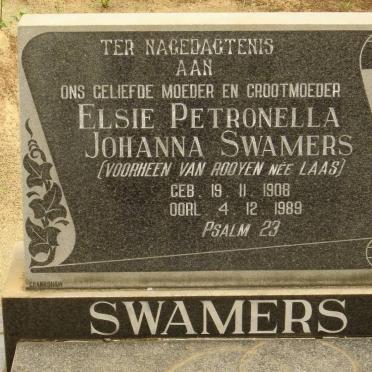 TER NAGEDAGTENIS
AAN
ONS GELIEFDE MOEDER EN GROOTMOEDER
ELSIE PETRONELLA
JOHANNA SWAMERS
(VOORHEEN VAN ROOYEN NÉE LAAS)
GEB. 19. 11. 1908
OORL. 4. 12. 1989
PSALM 23
SWAMERS